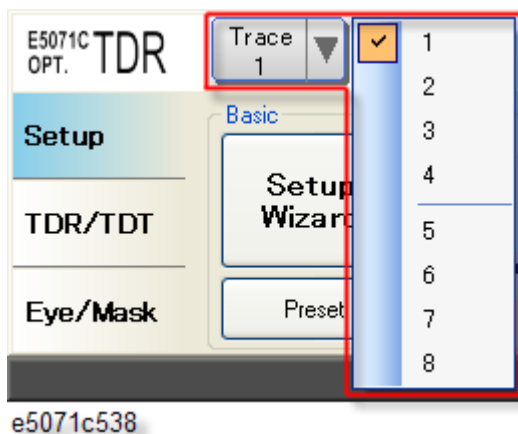 E5071C
OPT. TDR
Trace
1
1
2
3
4
5
6
7
8
Setup
TDR/TDT
Eye/Mask
Basic
Setup
Wizard
Preset
e5071c538